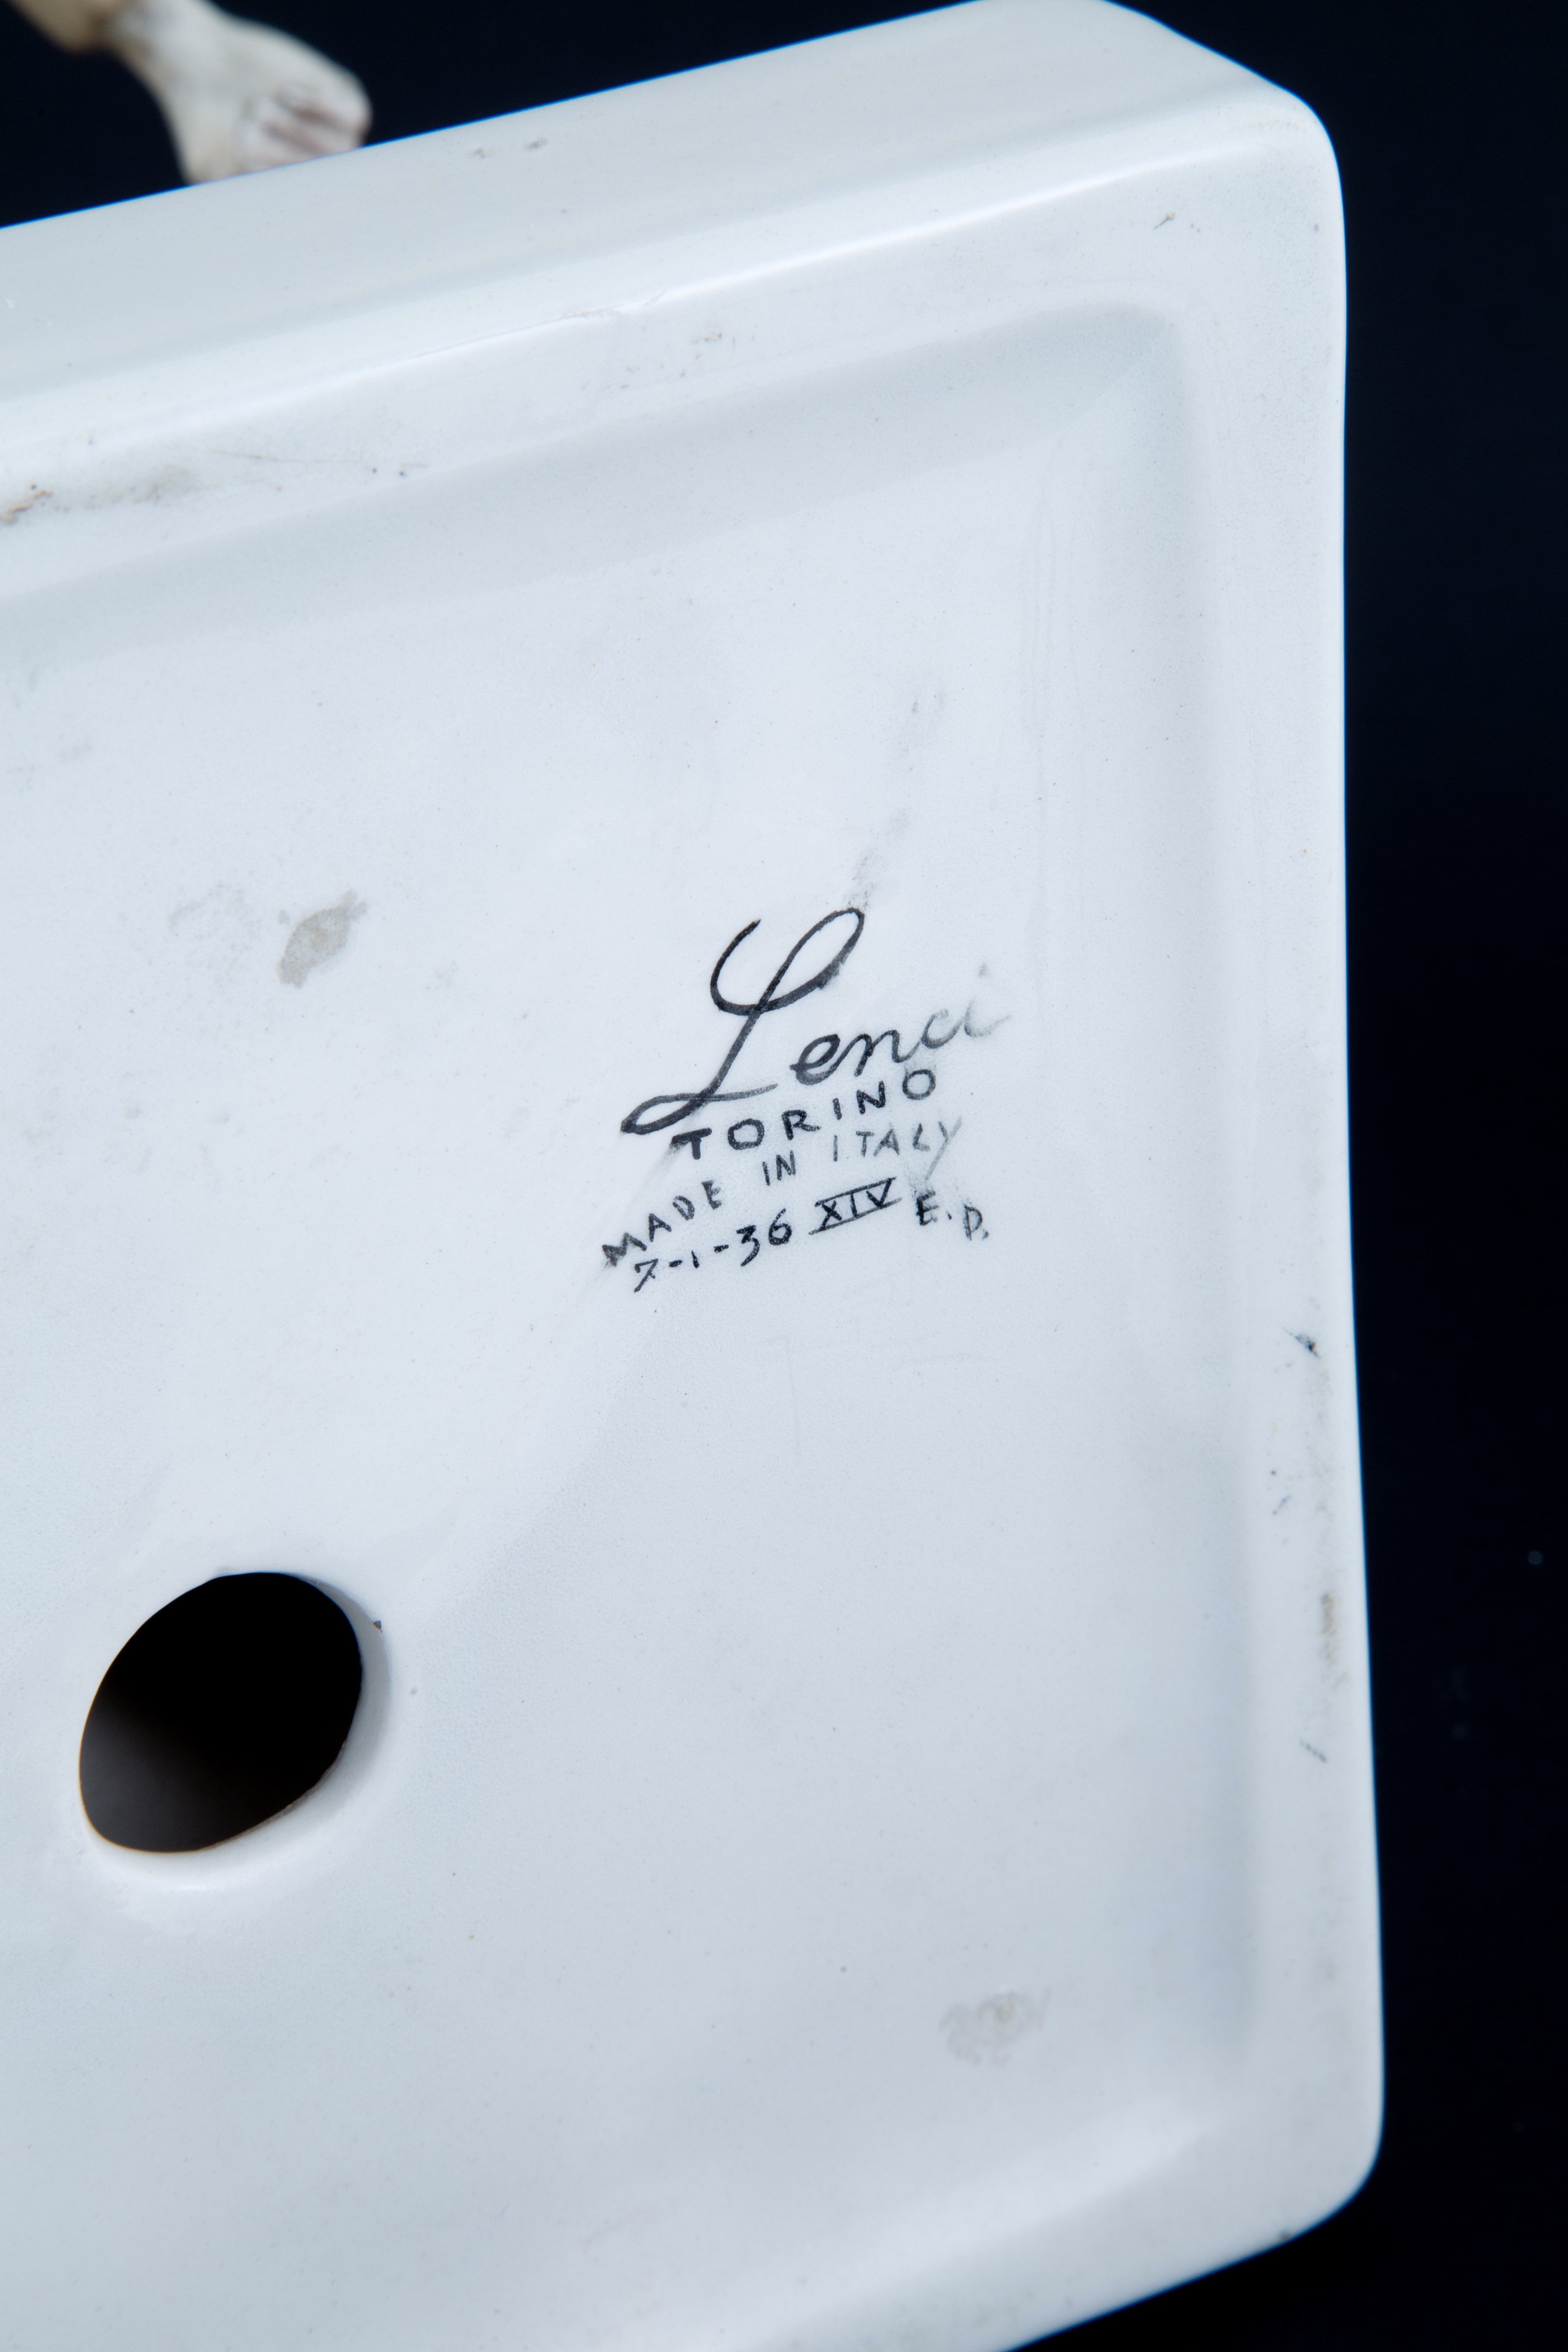 Lenci
TORINO
MADE IN ITALY
7-1-36 XIV E.P.